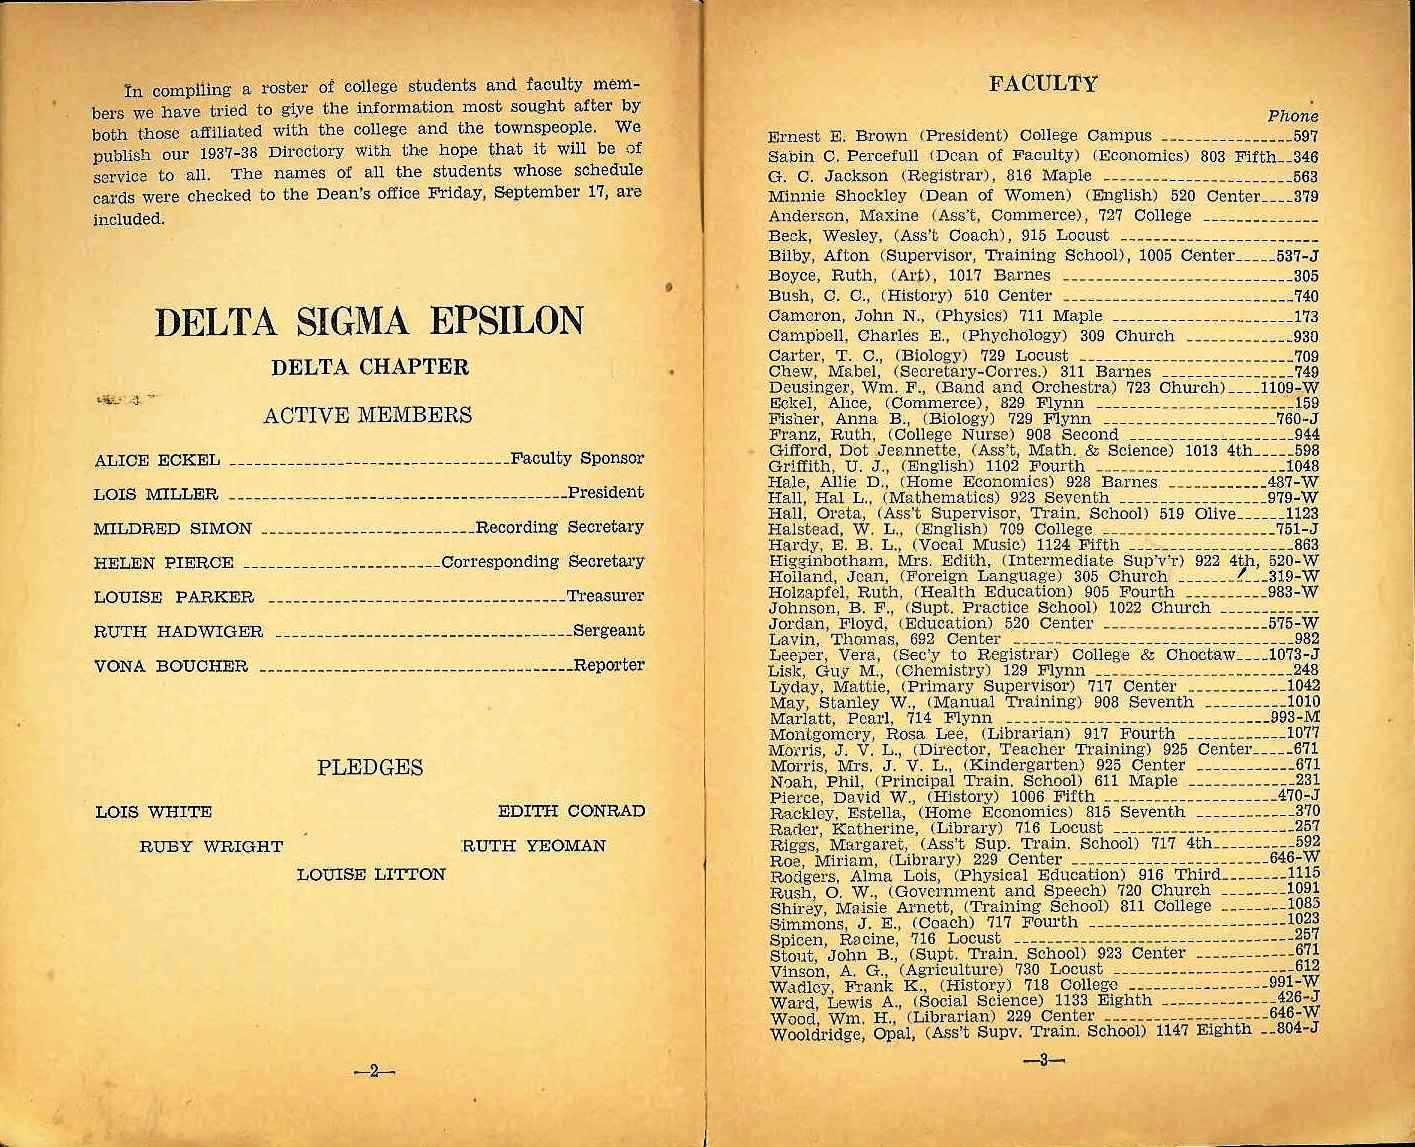 In compiling a roster of college students and faculty mem-
bers we have tried to give the information most sought after by
both those affiliated with the college and the townspeople. We
publish our 1937-38 Directory with the hope that it will be of
service to all. The names of all the students whose schedule
cards were checked to the Dean's office Friday, September 17, are
included.
DELTA SIGMA EPSILON
DELTA CHAPTER
ACTIVE MEMBERS
ALICE ECKEL ----------Faculty Sponsor
LOIS MILLER ----------President
MILDRED SIMON ----------Recording Secretary
HELEN PIERCE ----------Corresponding Secretary
LOUISE PARKER ----------Treasurer
RUTH HADWIGER ----------Sergeant
VONA BOUCHER ----------Reporter
PLEDGES
LOIS WHITE EDITH CONRAD
RUBY WRIGHT RUTH YEOMAN
LOUISE LITTON
—2—
FACULTY
Phone
Ernest E. Brown (President) College Campus ----------597
Sabin C. Percefull (Dean of Faculty) (Economics) 803 Fifth--346
G. C. Jackson (Registrar), 816 Maple ----------563
Minnie Shockley (Dean of Women) (English) 520 Center----379
Anderson, Maxine (Ass't, Commerce), 727 College ----------
Beck, Wesley, (Ass't Coach), 915 Locust ----------
Bilby, Afton (Supervisor, Training School), 1005 Center-----537-J
Boyce, Ruth, (Art), 1017 Barnes ----------305
Bush, C. C., (History) 510 Center ----------740
Cameron, John N., (Physics) 711 Maple ----------173
Campbell, Charles E., (Phychology) 309 Church ----------930
Carter, T. C., (Biology) 729 Locust ----------709
Chew, Mabel, (Secretary-Corres.) 311 Barnes ----------749
Deusinger, Wm. F., (Band and Orchestra) 723 Church)----1109-W
Eckel, Alice, (Commerce), 829 Flynn ----------159
Fisher, Anna B., (Biology) 729 Flynn ----------760-J
Franz, Ruth, (College Nurse) 908 Second ----------944
Gifford, Dot Jeannette, (Ass't, Math. & Science) 1013 4th-----598
Griffith, U. J., (English) 1102 Fourth ----------1048
Hale, Allie D., (Home Economics) 928 Barnes ----------487-W
Hall, Hal L., (Mathematics) 923 Seventh ----------979-W
Hall, Oreta, (Ass't Supervisor, Train. School) 519 Olive------1123
Halstead, W. L., (English) 709 College ----------751-J
Hardy, E. B. L., (Vocal Music) 1124 Fifth ----------863
Higginbotham, Mrs. Edith, (Intermediate Sup'v'r) 922 4th, 520-W
Holland, Jean, (Foreign Language) 305 Church ----------319-W
Holzapfel, Ruth, (Health Education) 905 Fourth ----------983-W
Johnson, B. F., (Supt. Practice School) 1022 Church ----------
Jordan, Floyd, (Education) 520 Center ----------575-W
Lavin, Thomas, 692 Center ----------982
Leeper, Vera, (Sec'y to Registrar) College & Choctaw----1073-J
Lisk, Guy M., (Chemistry) 129 Flynn ----------248
Lyday, Mattie, (Primary Supervisor) 717 Center ----------1042
May, Stanley W., (Manual Training) 908 Seventh ----------1010
Marlatt, Pearl, 714 Flynn ----------993-M
Montgomery, Rosa Lee, (Librarian) 917 Fourth ----------1077
Morris, J. V. L., (Director, Teacher Training) 925 Center-----671
Morris, Mrs. J. V. L., (Kindergarten) 925 Center ----------671
Noah, Phil, (Principal Train. School) 611 Maple ----------231
Pierce, David W., (History) 1006 Fifth ----------470-J
Rackley, Estella, (Home Economics) 815 Seventh ----------370
Rader, Katherine, (Library) 716 Locust ----------257
Riggs, Margaret, (Ass't Sup. Train. School) 717 4th----------592
Roe, Miriam, (Library) 229 Center ----------646-W
Rodgers, Alma Lois, (Physical Education) 916 Third--------1115
Rush, O. W., (Government and Speech) 720 Church --------1091
Shirey, Maisie Arnett, (Training School) 811 College --------1085
Simmons, J. E., (Coach) 717 Fourth ----------1023
Spicen, Racine, 716 Locust ----------257
Stout, John B., (Supt. Train. School) 923 Center ----------671
Vinson, A. G., (Agriculture) 730 Locust ----------612
Wadley, Frank K., (History) 718 College ----------991-W
Ward, Lewis A., (Social Science) 1133 Eighth ----------426-J
Wood, Wm. H., (Librarian) 229 Center ----------646-W
Wooldridge, Opal, (Ass't Supv. Train. School) 1147 Eighth --804-J
—3—